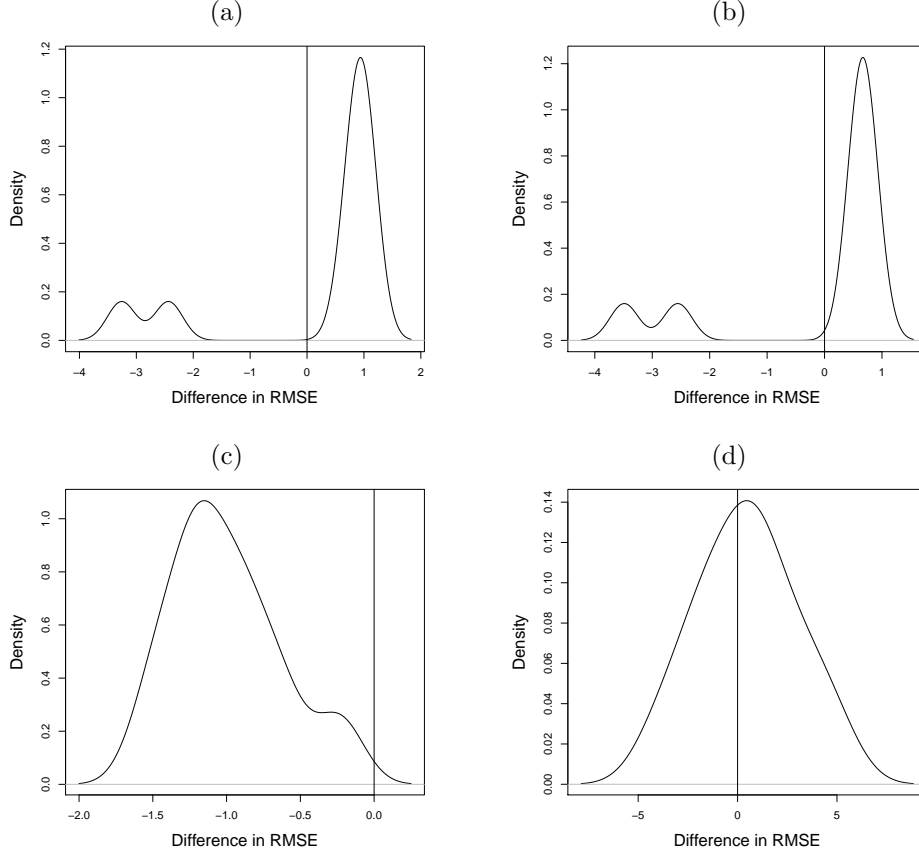 (a)
Density
0.0 0.2 0.4 0.6 0.8 1.0 1.2
−4 −3 −2 −1 0 1 2
Difference in RMSE
(b)
Density
0.0 0.2 0.4 0.6 0.8 1.0 1.2
−4 −3 −2 −1 0 1
Difference in RMSE
(c)
Density
0.0 0.2 0.4 0.6 0.8 1.0
−2.0 −1.5 −1.0 −0.5 0.0
Difference in RMSE
(d)
Density
0.00 0.02 0.04 0.06 0.08 0.10 0.12 0.14
−5 0 5
Difference in RMSE